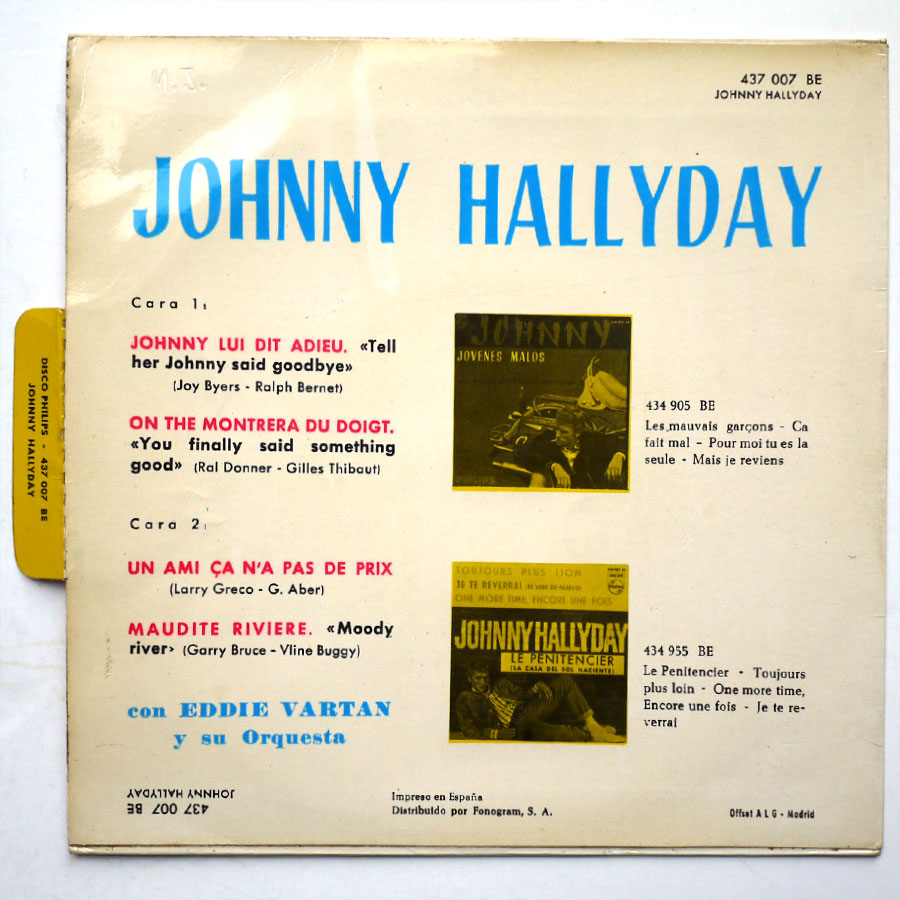 M.J.
437 007 BE
JOHNNY HALLYDAY
JOHNNY HALLYDAY
Cara 1:
JOHNNY LUI DIT ADIEU. «Tell
her Johnny said goodbye»
(Joy Byers - Ralph Bernet)
ON THE MONTRERA DU DOIGT.
«You finally said something
good» (Ral Donner - Gilles Thibaut)
Cara 2:
UN AMI ÇA N'A PAS DE PRIX
(Larry Greco - G. Aber)
MAUDITE RIVIERE. «Moody
river» (Garry Bruce - Vline Buggy)
con EDDIE VARTAN
y su Orquesta
JOHNNY
JOVENES MALOS
PHILIPS
434 905 BE
Les mauvais garçons - Ca
fait mal - Pour moi tu es la
seule - Mais je reviens
TOUJOURS PLUS LION
JE TE REVERRAI
ONE MORE TIME, ENCORE UNE FOIS
JOHNNY HALLYDAY
LE PENITENCIER
(LA CASA DEL SOL NACIENTE)
434 955 BE
Le Penitencier - Toujours
plus loin - One more time,
Encore une fois - Je te re-
verrai
DISCO PHILIPS - 437 007 BE
JOHNNY HALLYDAY
437 007 BE
JOHNNY HALLYDAY
Impreso en España
Distribuido por Fonogram, S. A.
Offset A L G - Madrid